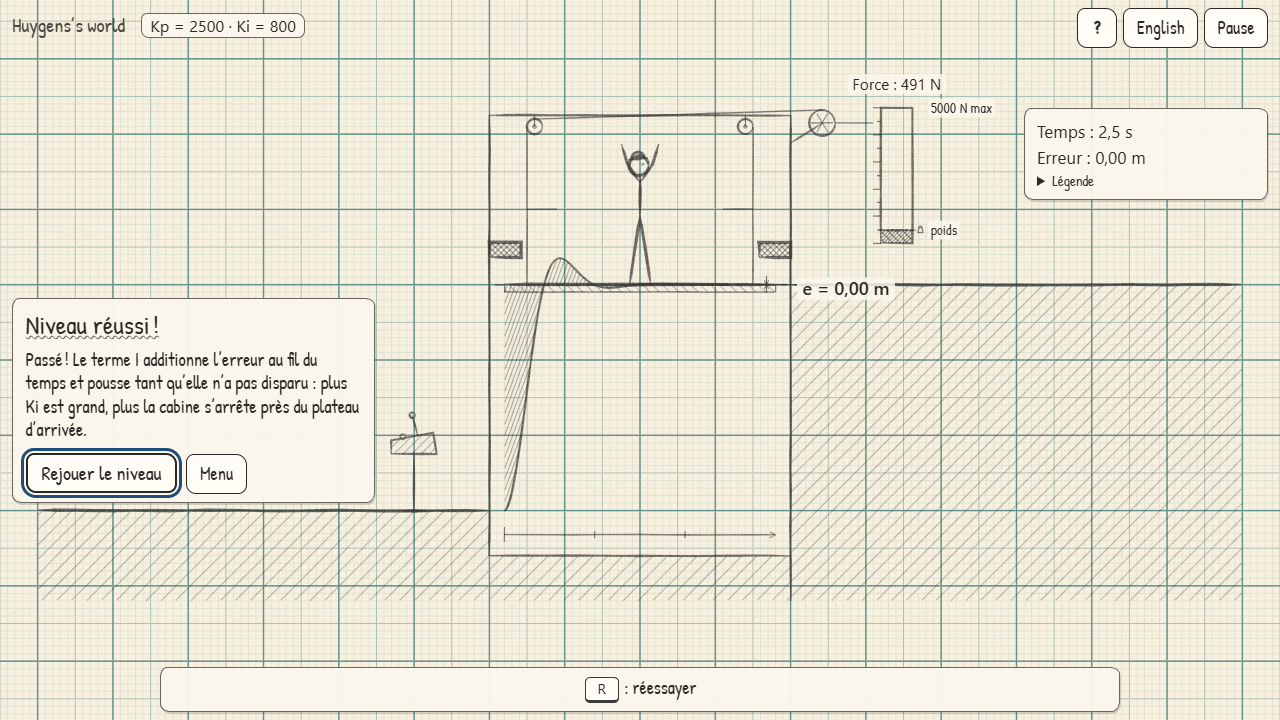 Huygens's world
Kp = 2500 · Ki = 800
?
English
Pause
Force : 491 N
5000 N max
poids
Temps : 2,5 s
Erreur : 0,00 m
▶ Légende
e = 0,00 m
Niveau réussi !
Passé ! Le terme I additionne l'erreur au fil du
temps et pousse tant qu'elle n'a pas disparu : plus
Ki est grand, plus la cabine s'arrête près du plateau
d'arrivée.
Rejouer le niveau
Menu
R : réessayer